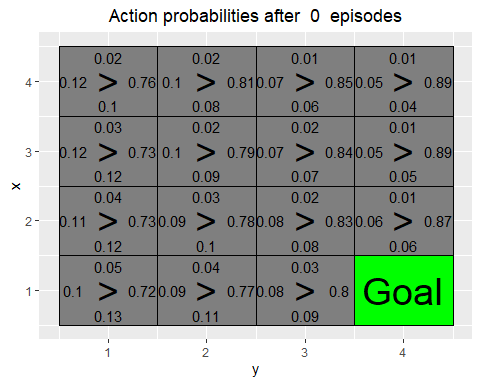 Action probabilities after 0 episodes
0.02 0.02 0.01 0.01
4 0.12 > 0.76 0.1 > 0.81 0.07 > 0.85 0.05 > 0.89
0.1 0.08 0.06 0.04
0.03 0.02 0.02 0.01
3 0.12 > 0.73 0.1 > 0.79 0.07 > 0.84 0.05 > 0.89
0.12 0.09 0.07 0.05
x
0.04 0.03 0.02 0.01
2 0.11 > 0.73 0.09 > 0.78 0.08 > 0.83 0.06 > 0.87
0.12 0.1 0.08 0.06
0.05 0.04 0.03
1 0.1 > 0.72 0.09 > 0.77 0.08 > 0.8 Goal
0.13 0.11 0.09
1 2 3 4
y